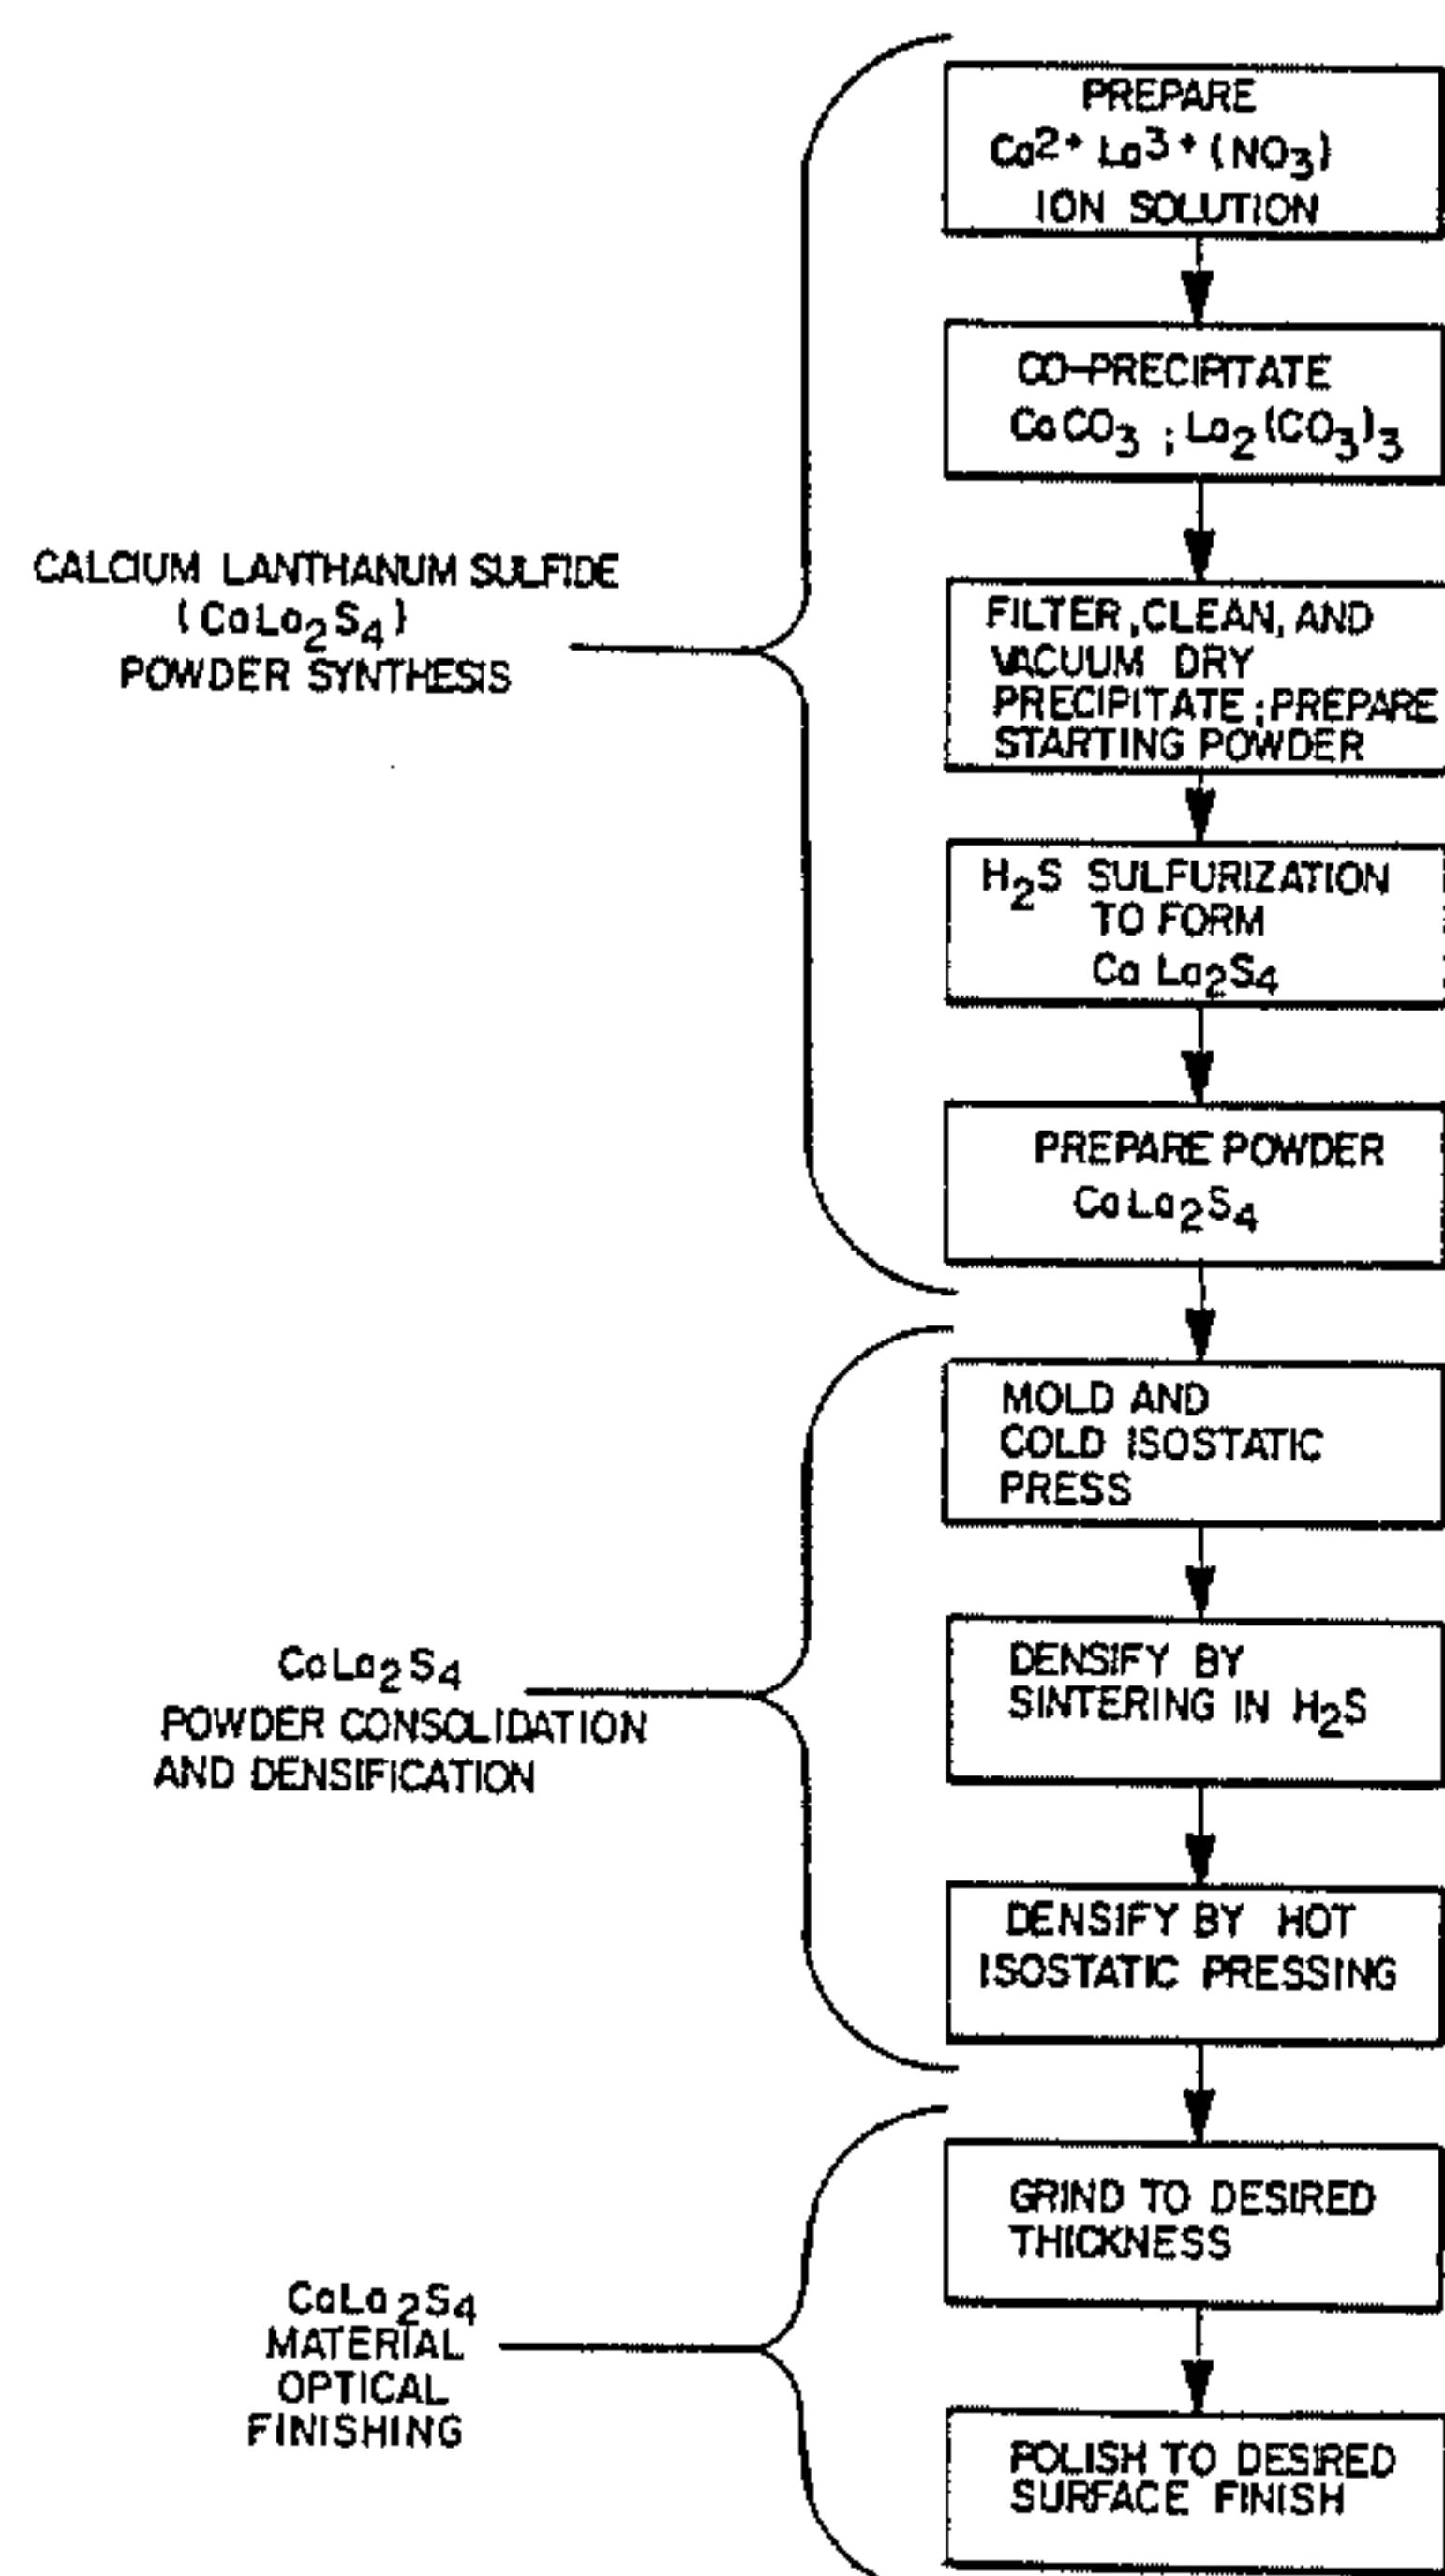 PREPARE
Ca2+ La3+ (NO3)
ION SOLUTION
CO-PRECIPITATE
CaCO3 ; La2(CO3)3
CALCIUM LANTHANUM SULFIDE
(CaLa2S4)
POWDER SYNTHESIS
FILTER, CLEAN, AND
VACUUM DRY
PRECIPITATE; PREPARE
STARTING POWDER
H2S SULFURIZATION
TO FORM
Ca La2S4
PREPARE POWDER
CaLa2S4
MOLD AND
COLD ISOSTATIC
PRESS
CaLa2S4
POWDER CONSOLIDATION
AND DENSIFICATION
DENSIFY BY
SINTERING IN H2S
DENSIFY BY HOT
ISOSTATIC PRESSING
GRIND TO DESIRED
THICKNESS
CaLa2S4
MATERIAL
OPTICAL
FINISHING
POLISH TO DESIRED
SURFACE FINISH